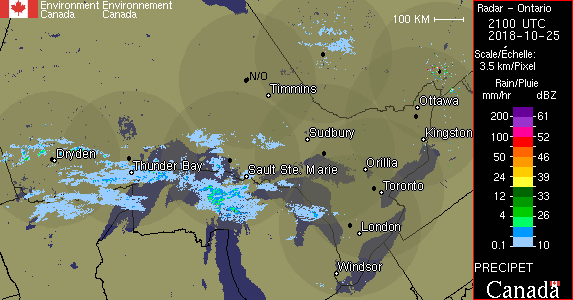 Environment Environnement
Canada Canada
100 KM
N/O
Timmins
Ottawa
Sudbury
Kingston
Dryden
Thunder Bay
Sault Ste. Marie
Orillia
Toronto
London
Windsor
Radar - Ontario
2100 UTC
2018-10-25
Scale/Échelle:
3.5 km/Pixel
Rain/Pluie
mm/hr dBZ
200 61
100 52
50 46
24 39
12 33
4 26
0.1 10
PRECIPET
Canada